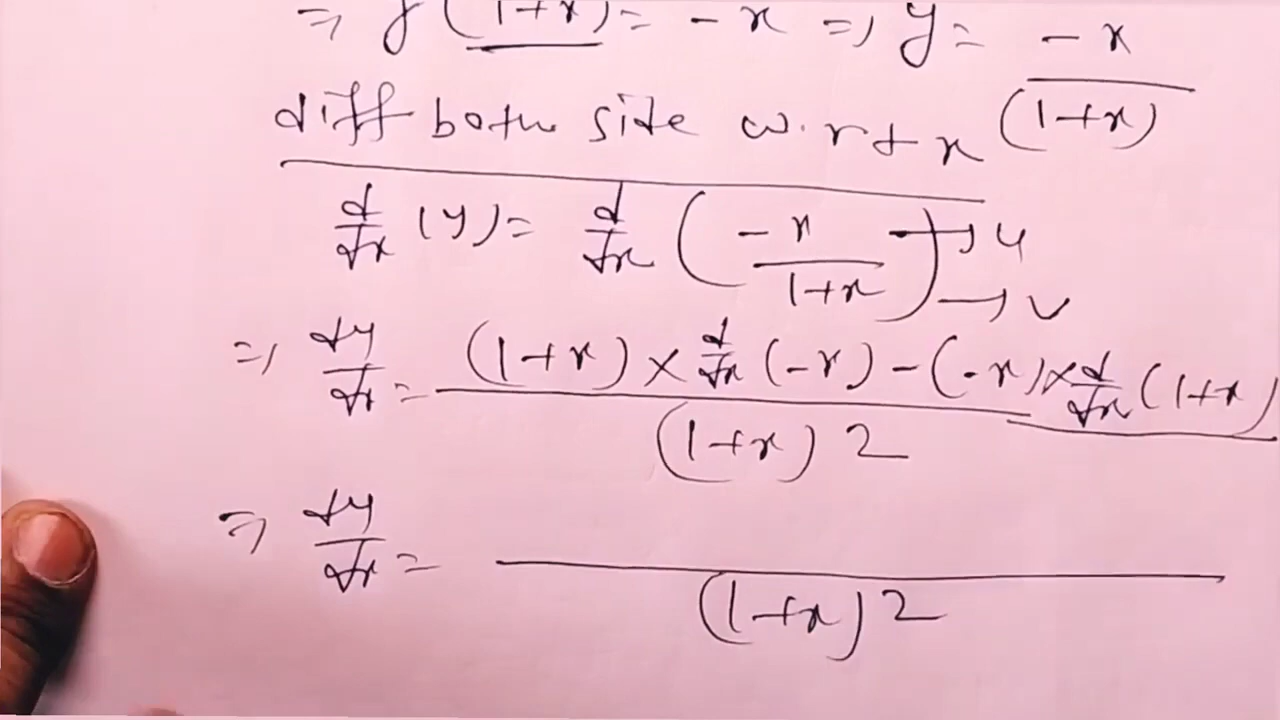 ⇒ y (1+x) = - x ⇒ y = -x/(1+x)
diff both side w.r t x
d/dx (y) = d/dx (-x/1+x) → u → v
⇒ dy/dx = (1+x) × d/dx (-x) - (-x) × d/dx (1+x) / (1+x)2
⇒ dy/dx = /(1+x)2